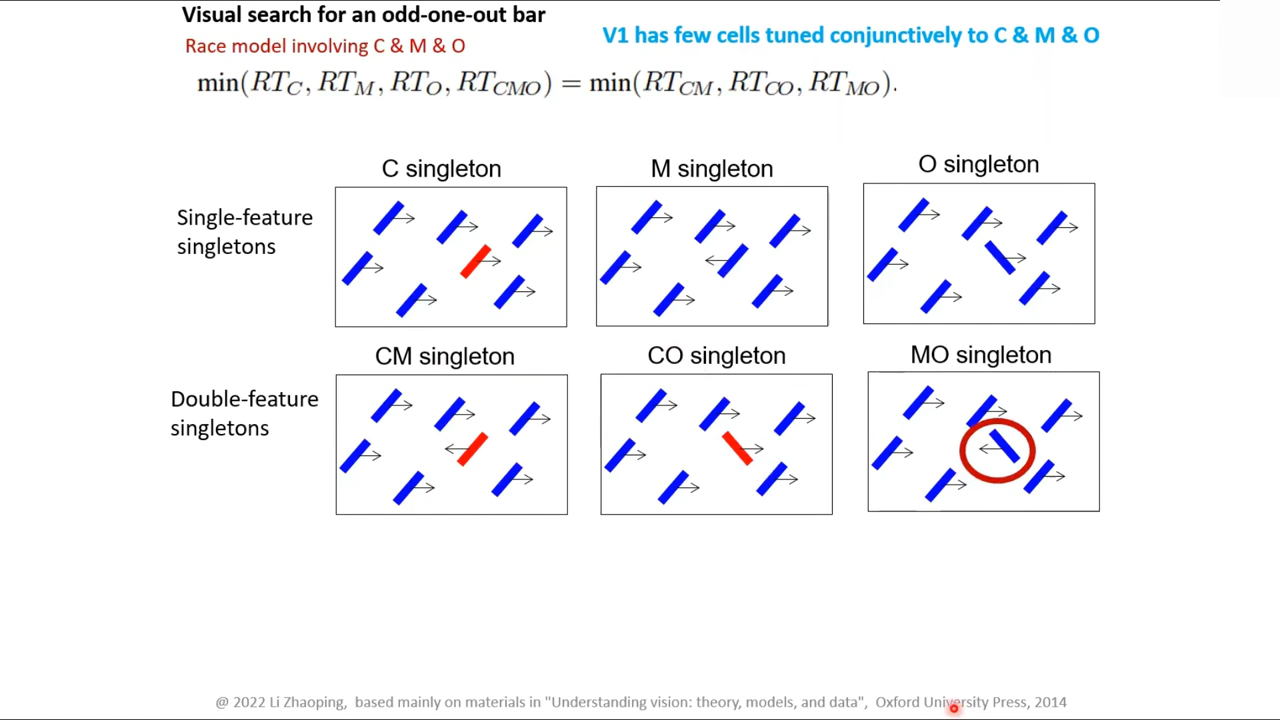 Visual search for an odd-one-out bar
Race model involving C & M & O
V1 has few cells tuned conjunctively to C & M & O
min(RT_C, RT_M, RT_O, RT_CMO) = min(RT_CM, RT_CO, RT_MO).
C singleton
M singleton
O singleton
Single-feature
singletons
CM singleton
CO singleton
MO singleton
Double-feature
singletons
@ 2022 Li Zhaoping, based mainly on materials in "Understanding vision: theory, models, and data", Oxford University Press, 2014